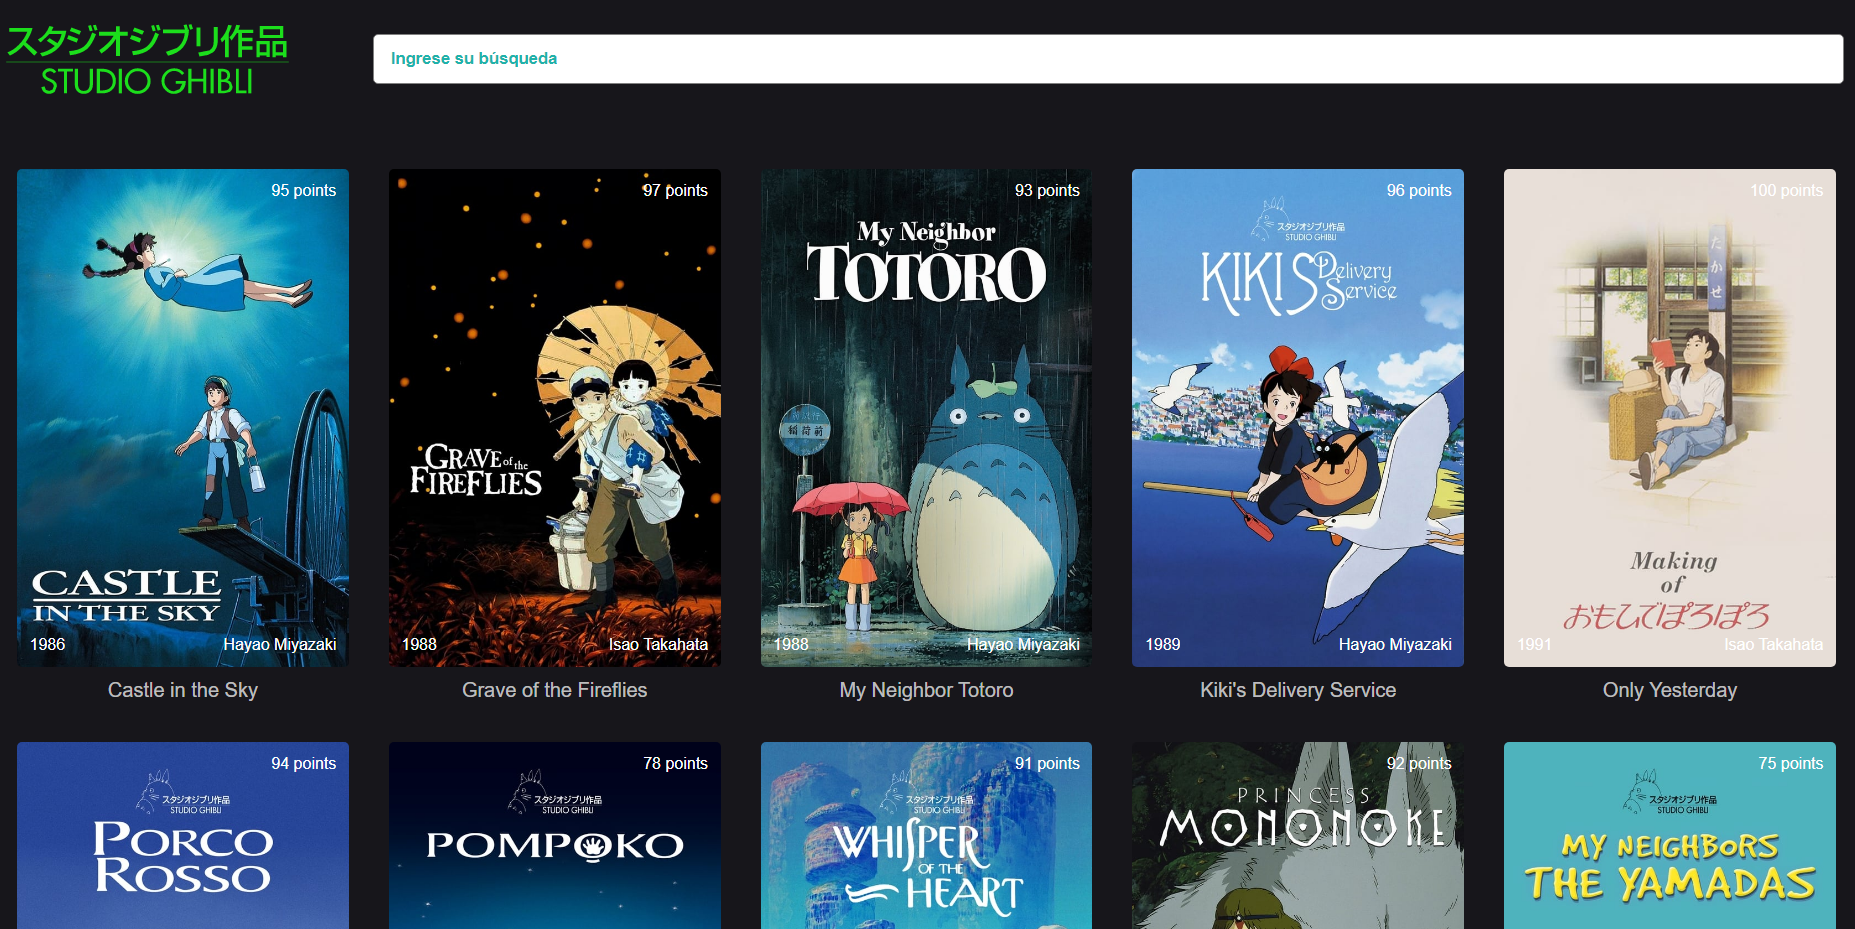 スタジオジブリ作品
STUDIO GHIBLI
Ingrese su búsqueda
95 points
CASTLE
IN THE SKY
1986 Hayao Miyazaki
Castle in the Sky
97 points
GRAVE of the
FIREFLIES
1988 Isao Takahata
Grave of the Fireflies
93 points
My Neighbor
TOTORO
稲荷前
1988 Hayao Miyazaki
My Neighbor Totoro
96 points
スタジオジブリ作品
STUDIO GHIBLI
KIKI'S Delivery
Service
1989 Hayao Miyazaki
Kiki's Delivery Service
100 points
たかせ
Making
of
おもひでぽろぽろ
1991 Isao Takahata
Only Yesterday
94 points
スタジオジブリ作品
STUDIO GHIBLI
PORCO
ROSSO
78 points
スタジオジブリ作品
STUDIO GHIBLI
POMPOKO
91 points
スタジオジブリ作品
STUDIO GHIBLI
WHISPER
OF THE
HEART
92 points
PRINCESS
MONONOKE
75 points
スタジオジブリ作品
STUDIO GHIBLI
MY NEIGHBORS
THE YAMADAS